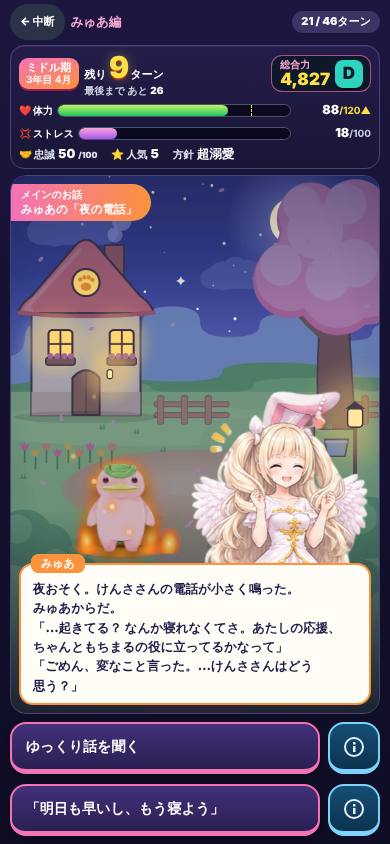 ← 中断
みゅあ編
21 / 46ターン
ミドル期
3年目 4月
残り 9 ターン
最後まで あと 26
総合力
4,827 D
体力
88/120▲
ストレス
18/100
忠誠 50 /100 人気 5 方針 超溺愛
メインのお話
みゅあの「夜の電話」
みゅあ
夜おそく。けんささんの電話が小さく鳴った。
みゅあからだ。
「…起きてる？ なんか寝れなくてさ。あたしの応援、
ちゃんともちまるの役に立ってるかなって」
「ごめん、変なこと言った。…けんささんはどう
思う？」
ゆっくり話を聞く
「明日も早いし、もう寝よう」